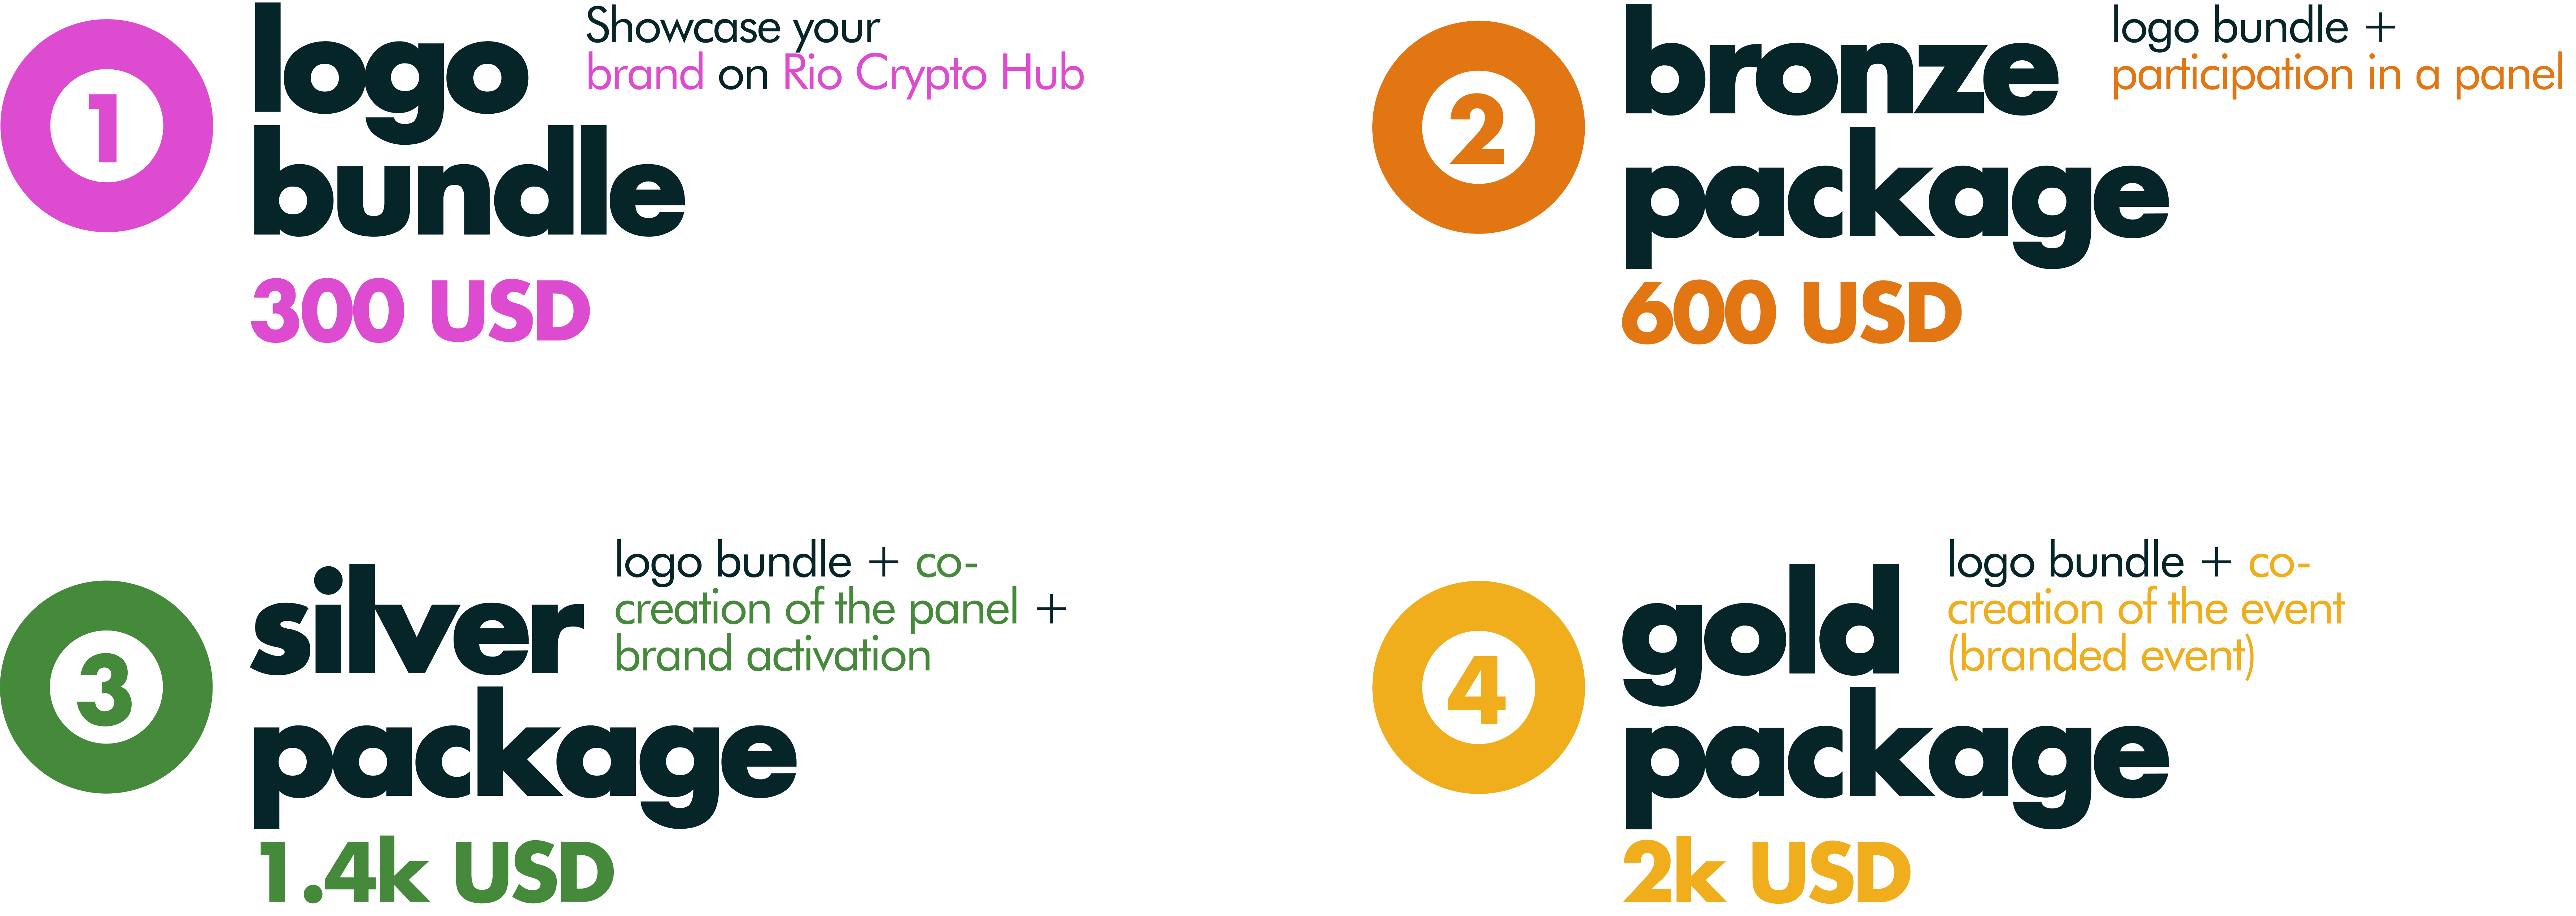 1
logo
bundle
Showcase your
brand on Rio Crypto Hub
300 USD
2
bronze
package
logo bundle +
participation in a panel
600 USD
3
silver
package
logo bundle + co-
creation of the panel +
brand activation
1.4k USD
4
gold
package
logo bundle + co-
creation of the event
(branded event)
2k USD